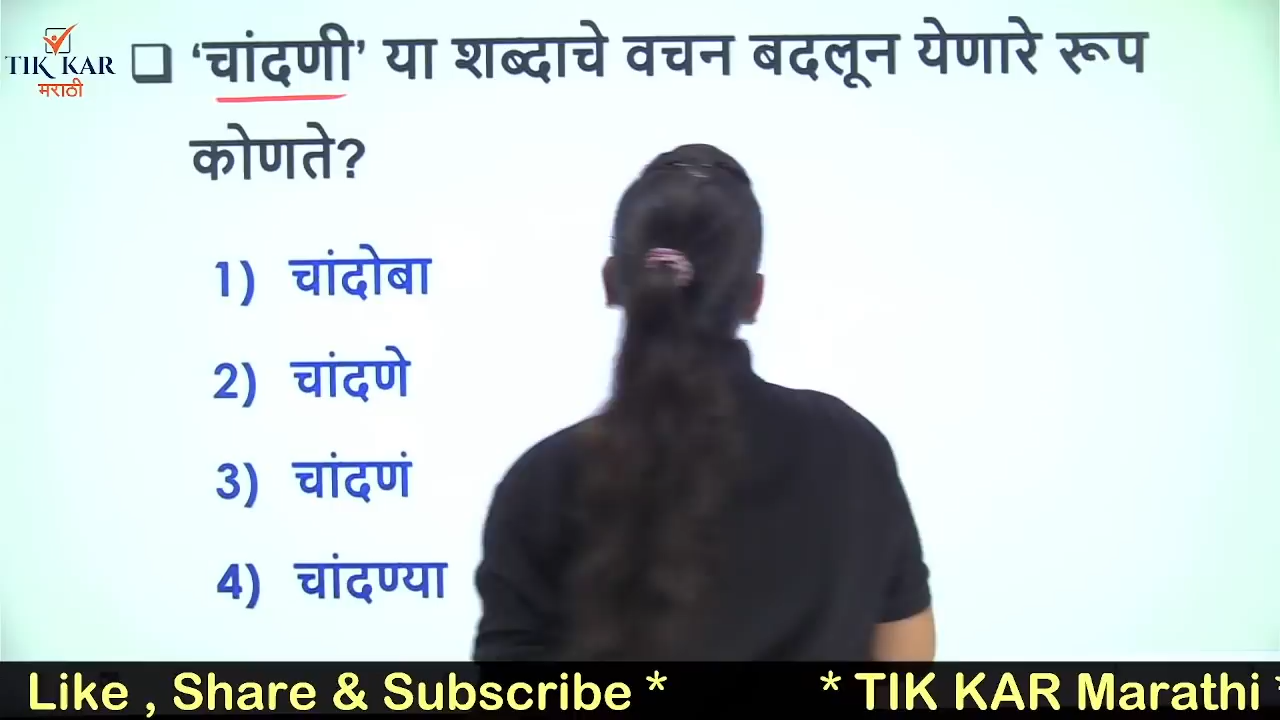 TIK KAR
मराठी
❑ ‘चांदणी’ या शब्दाचे वचन बदलून येणारे रूप
कोणते?
1) चांदोबा
2) चांदणे
3) चांदणं
4) चांदण्या
Like , Share & Subscribe *
* TIK KAR Marathi *